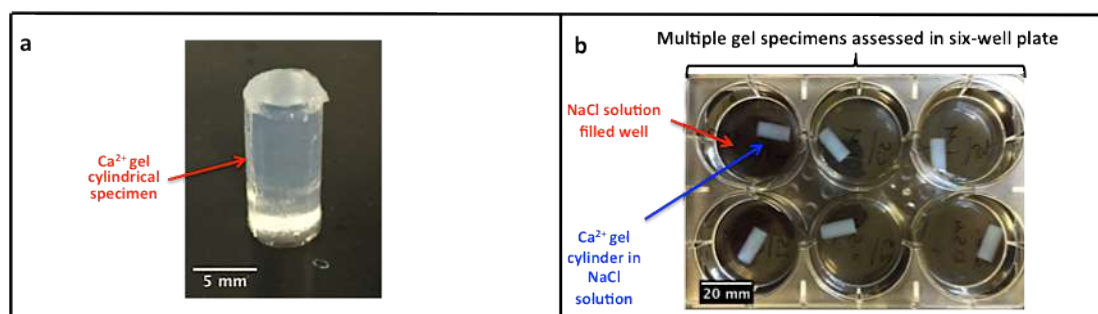 a
Ca²⁺ gel
cylindrical
specimen
5 mm
b
Multiple gel specimens assessed in six-well plate
NaCl solution
filled well
Ca²⁺ gel
cylinder in
NaCl
solution
20 mm